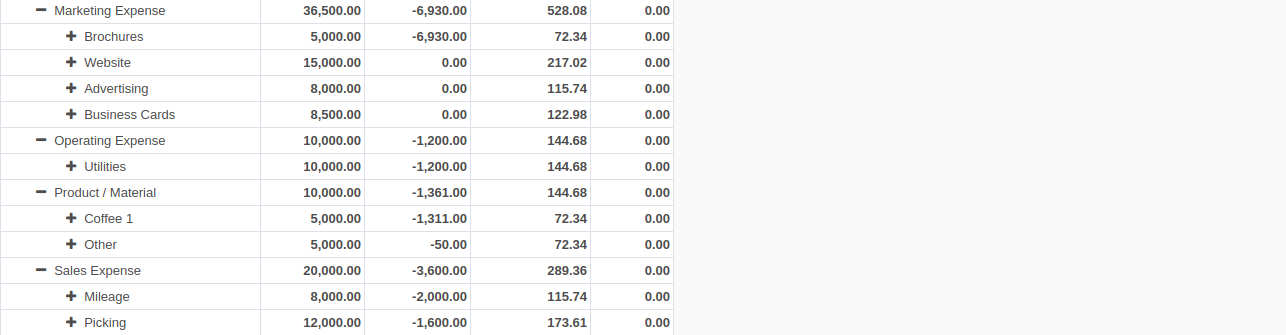 Marketing Expense 36,500.00 -6,930.00 528.08 0.00
Brochures 5,000.00 -6,930.00 72.34 0.00
Website 15,000.00 0.00 217.02 0.00
Advertising 8,000.00 0.00 115.74 0.00
Business Cards 8,500.00 0.00 122.98 0.00
Operating Expense 10,000.00 -1,200.00 144.68 0.00
Utilities 10,000.00 -1,200.00 144.68 0.00
Product / Material 10,000.00 -1,361.00 144.68 0.00
Coffee 1 5,000.00 -1,311.00 72.34 0.00
Other 5,000.00 -50.00 72.34 0.00
Sales Expense 20,000.00 -3,600.00 289.36 0.00
Mileage 8,000.00 -2,000.00 115.74 0.00
Picking 12,000.00 -1,600.00 173.61 0.00